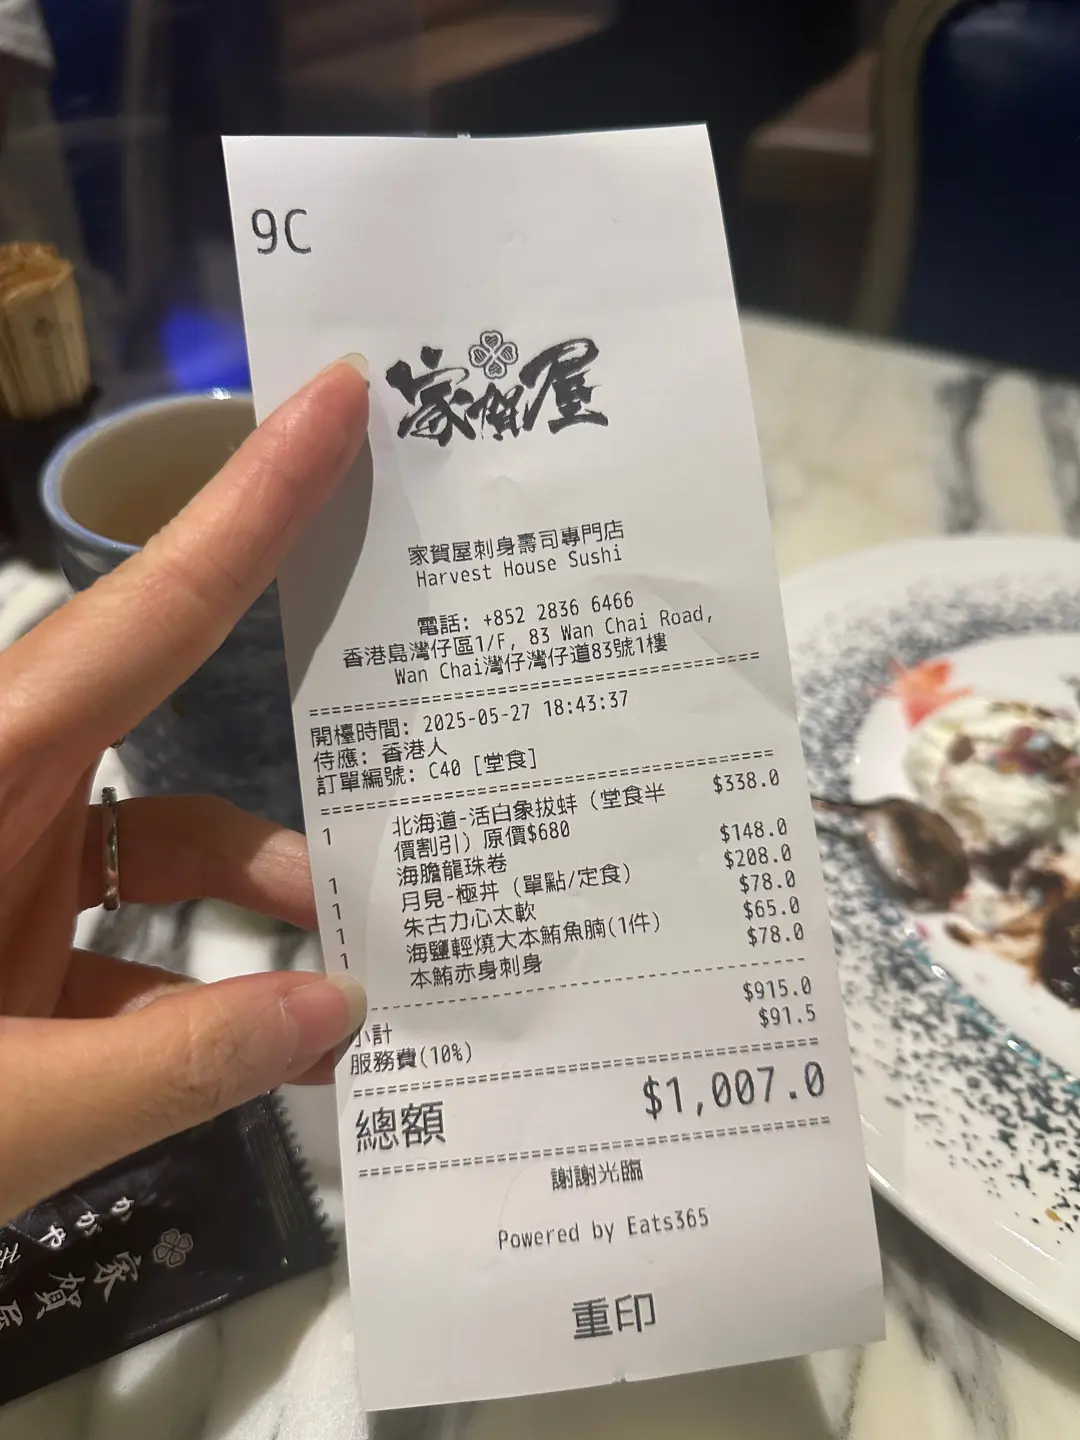 9C
家賀屋
家賀屋刺身壽司專門店
Harvest House Sushi
電話: +852 2836 6466
香港島灣仔區1/F, 83 Wan Chai Road,
Wan Chai灣仔灣仔道83號1樓
開檯時間: 2025-05-27 18:43:37
侍應: 香港人
訂單編號: C40 [堂食]
1 北海道-活白象拔蚌 (堂食半 $338.0
價割引) 原價$680
1 海膽龍珠卷 $148.0
1 月見-極丼 (單點/定食) $208.0
1 朱古力心太軟 $78.0
1 海鹽輕燒大本鮪魚腩(1件) $65.0
本鮪赤身刺身 $78.0
小計 $915.0
服務費(10%) $91.5
總額 $1,007.0
謝謝光臨
Powered by Eats365
重印
かがや
家賀屋